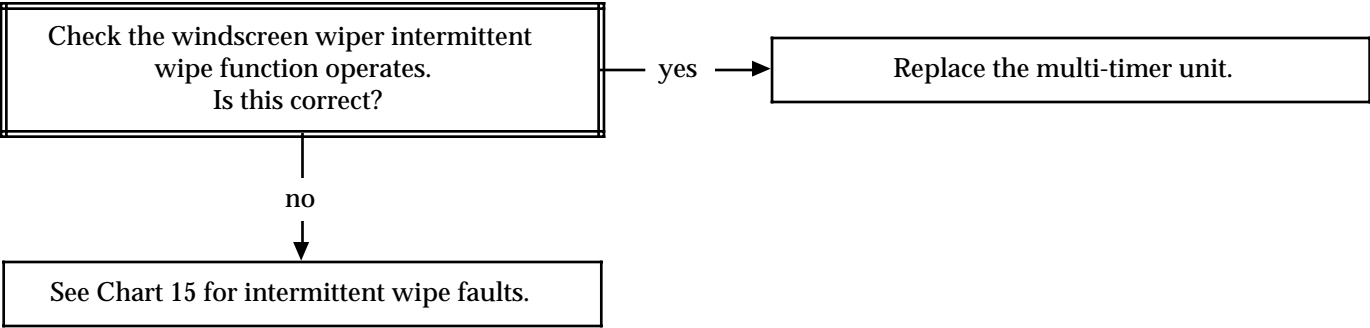 Check the windscreen wiper intermittent
wipe function operates.
Is this correct?
yes
Replace the multi-timer unit.
no
See Chart 15 for intermittent wipe faults.